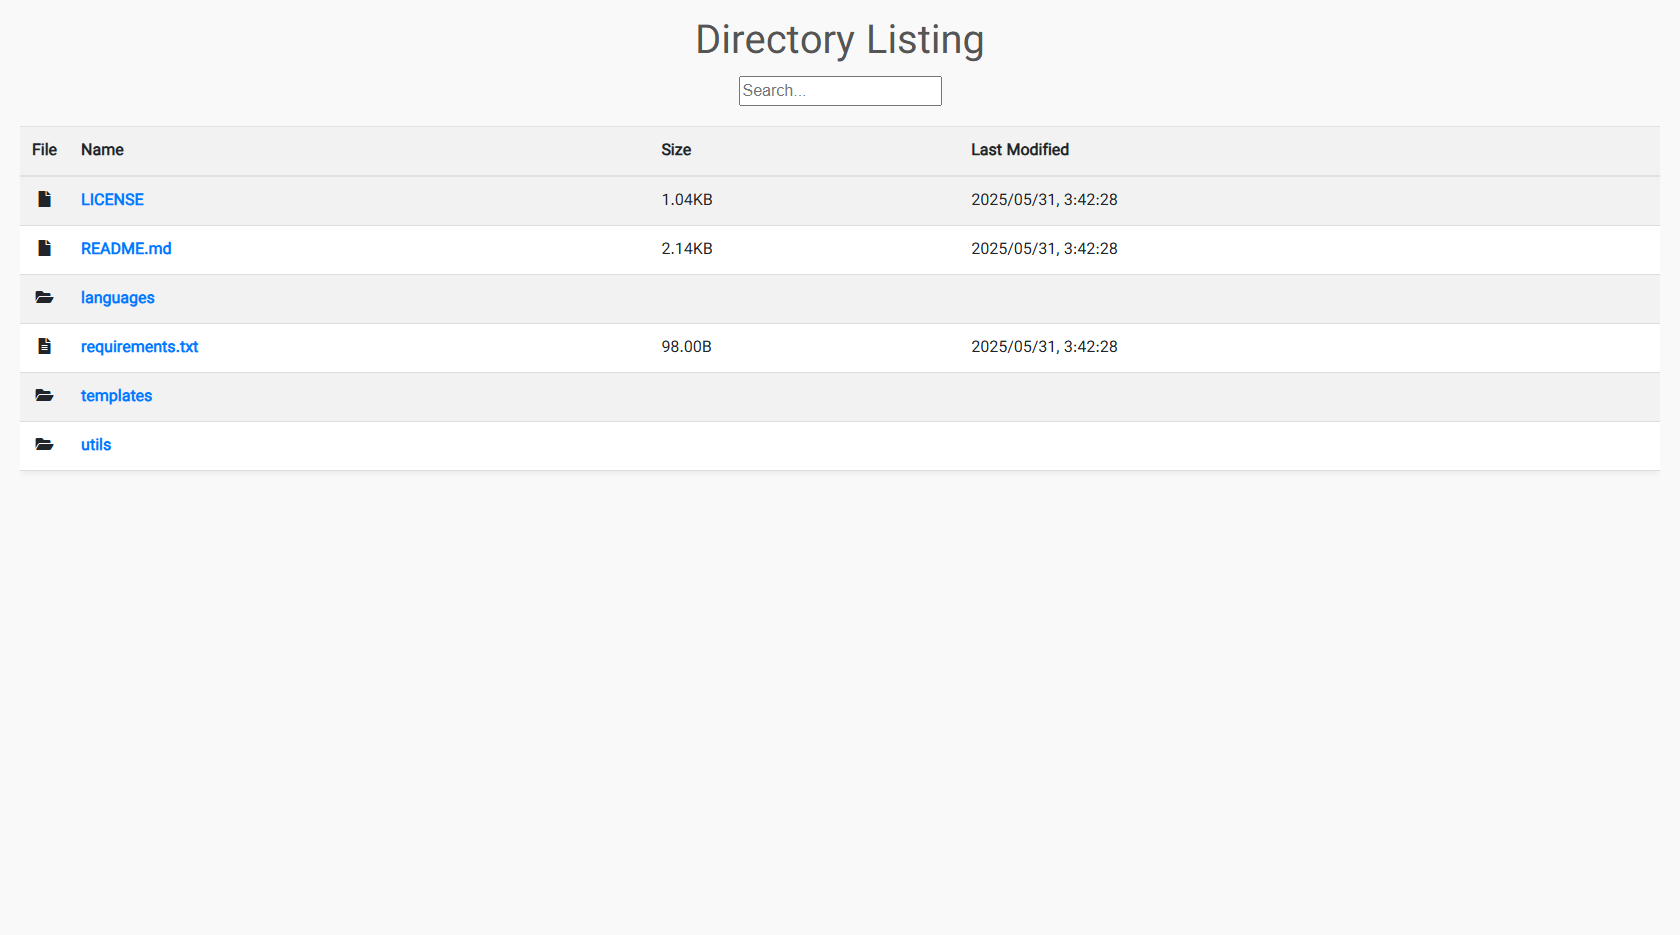 Directory Listing
Search...
File Name Size Last Modified
LICENSE 1.04KB 2025/05/31, 3:42:28
README.md 2.14KB 2025/05/31, 3:42:28
languages
requirements.txt 98.00B 2025/05/31, 3:42:28
templates
utils